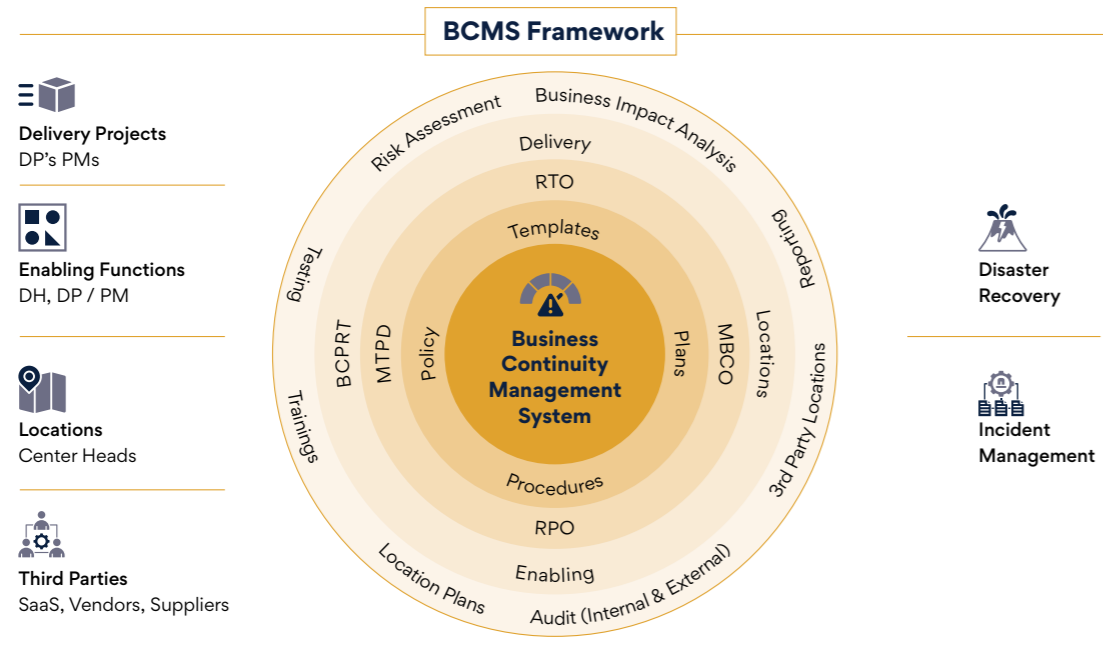 BCMS Framework
Delivery Projects
DP's PMs
Enabling Functions
DH, DP / PM
Locations
Center Heads
Third Parties
SaaS, Vendors, Suppliers
Risk Assessment
Business Impact Analysis
Reporting
3rd Party Locations
Audit (Internal & External)
Location Plans
Trainings
Testing
Delivery
Locations
Enabling
BCPRT
RTO
MBCO
RPO
MTPD
Templates
Plans
Procedures
Policy
Business
Continuity
Management
System
Disaster
Recovery
Incident
Management